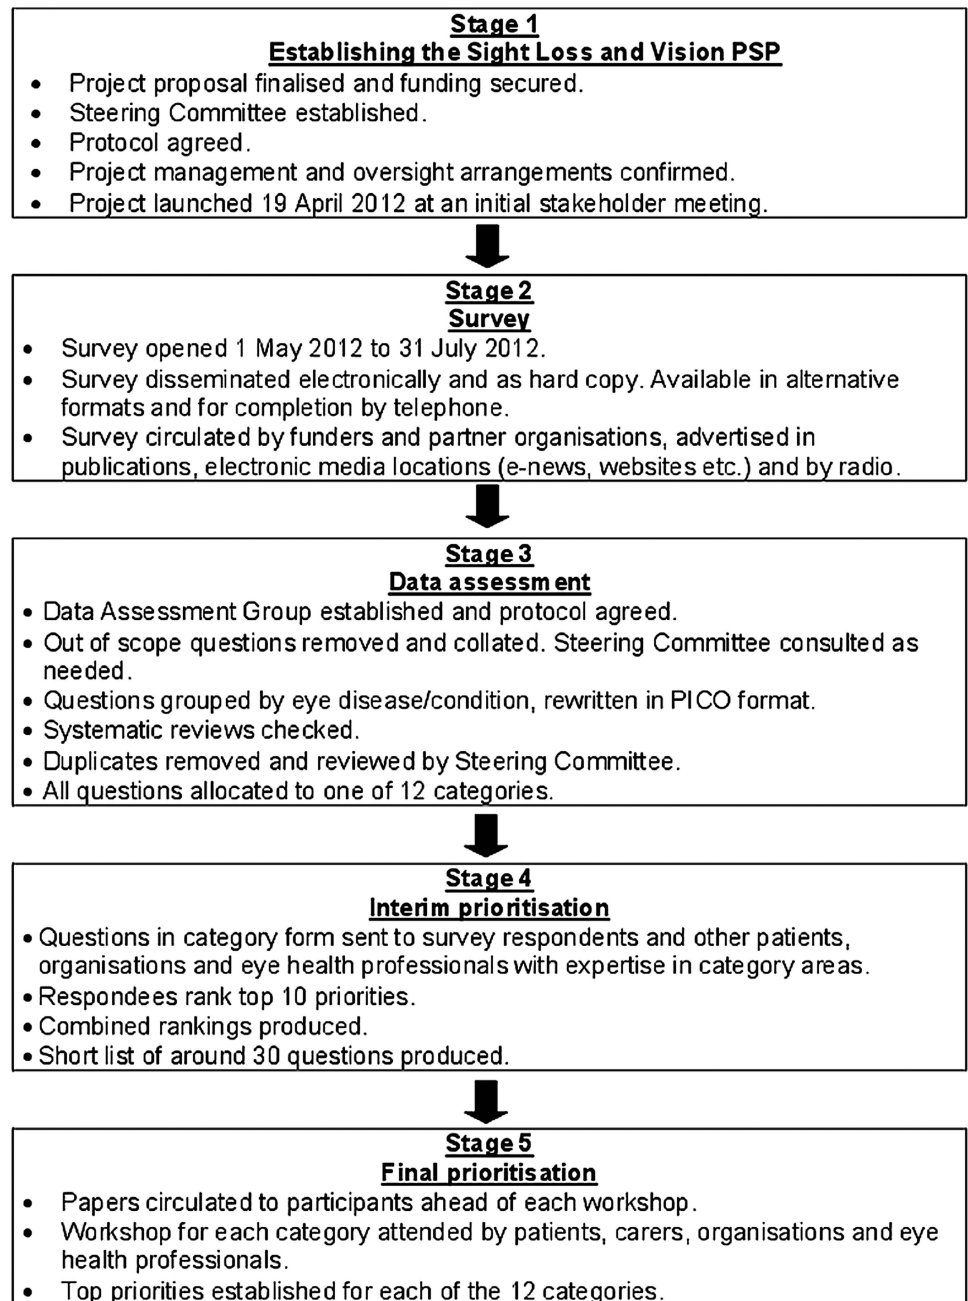 Stage 1
Establishing the Sight Loss and Vision PSP
• Project proposal finalised and funding secured.
• Steering Committee established.
• Protocol agreed.
• Project management and oversight arrangements confirmed.
• Project launched 19 April 2012 at an initial stakeholder meeting.
Stage 2
Survey
• Survey opened 1 May 2012 to 31 July 2012.
• Survey disseminated electronically and as hard copy. Available in alternative
formats and for completion by telephone.
• Survey circulated by funders and partner organisations, advertised in
publications, electronic media locations (e-news, websites etc.) and by radio.
Stage 3
Data assessment
• Data Assessment Group established and protocol agreed.
• Out of scope questions removed and collated. Steering Committee consulted as
needed.
• Questions grouped by eye disease/condition, rewritten in PICO format.
• Systematic reviews checked.
• Duplicates removed and reviewed by Steering Committee.
• All questions allocated to one of 12 categories.
Stage 4
Interim prioritisation
• Questions in category form sent to survey respondents and other patients,
organisations and eye health professionals with expertise in category areas.
• Respondees rank top 10 priorities.
• Combined rankings produced.
• Short list of around 30 questions produced.
Stage 5
Final prioritisation
• Papers circulated to participants ahead of each workshop.
• Workshop for each category attended by patients, carers, organisations and eye
health professionals.
• Top priorities established for each of the 12 categories.